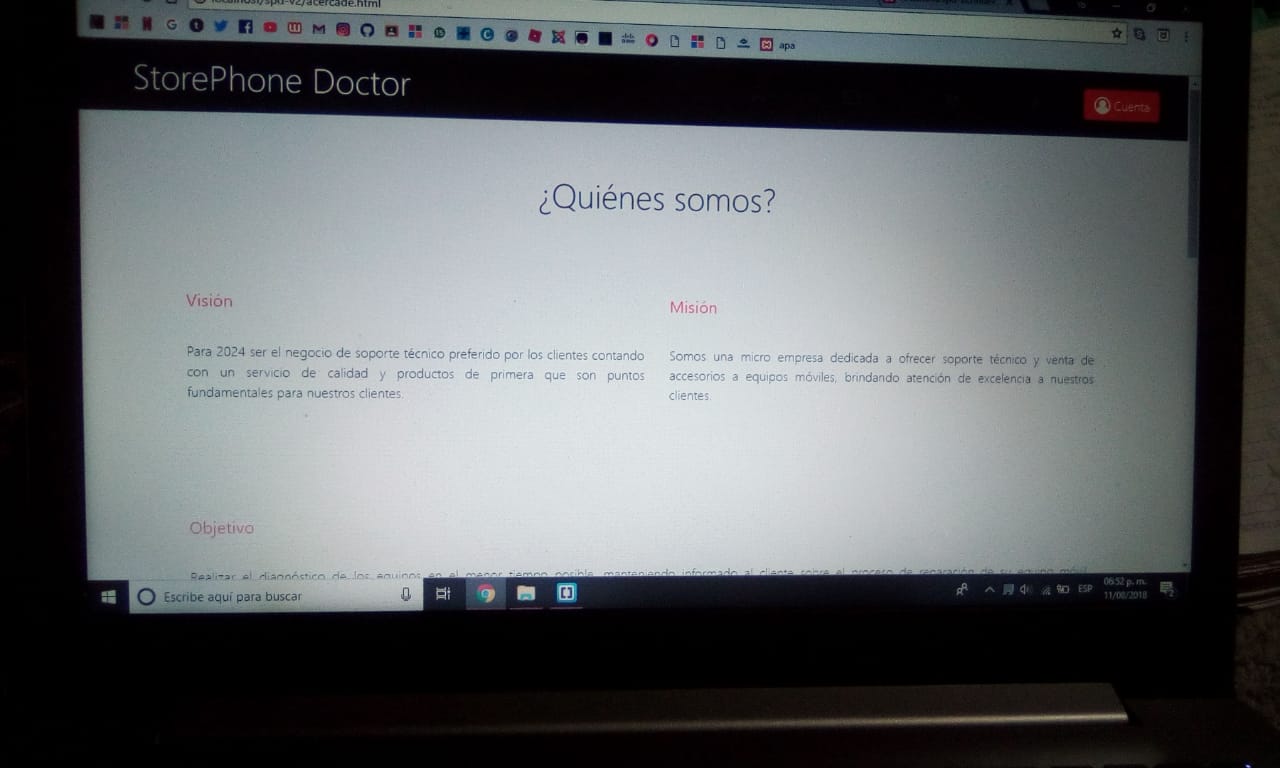 localhost/spd-v2/acercade.html
apa
StorePhone Doctor
Cuenta
¿Quiénes somos?
Visión
Para 2024 ser el negocio de soporte técnico preferido por los clientes contando
con un servicio de calidad y productos de primera que son puntos
fundamentales para nuestros clientes.
Misión
Somos una micro empresa dedicada a ofrecer soporte técnico y venta de
accesorios a equipos móviles, brindando atención de excelencia a nuestros
clientes.
Objetivo
Realizar el diagnóstico de los equipos en el menor tiempo posible, manteniendo informado al cliente sobre el proceso de reparación de su equipo móvil
Escribe aquí para buscar
ESP
06:52 p. m.
11/08/2018